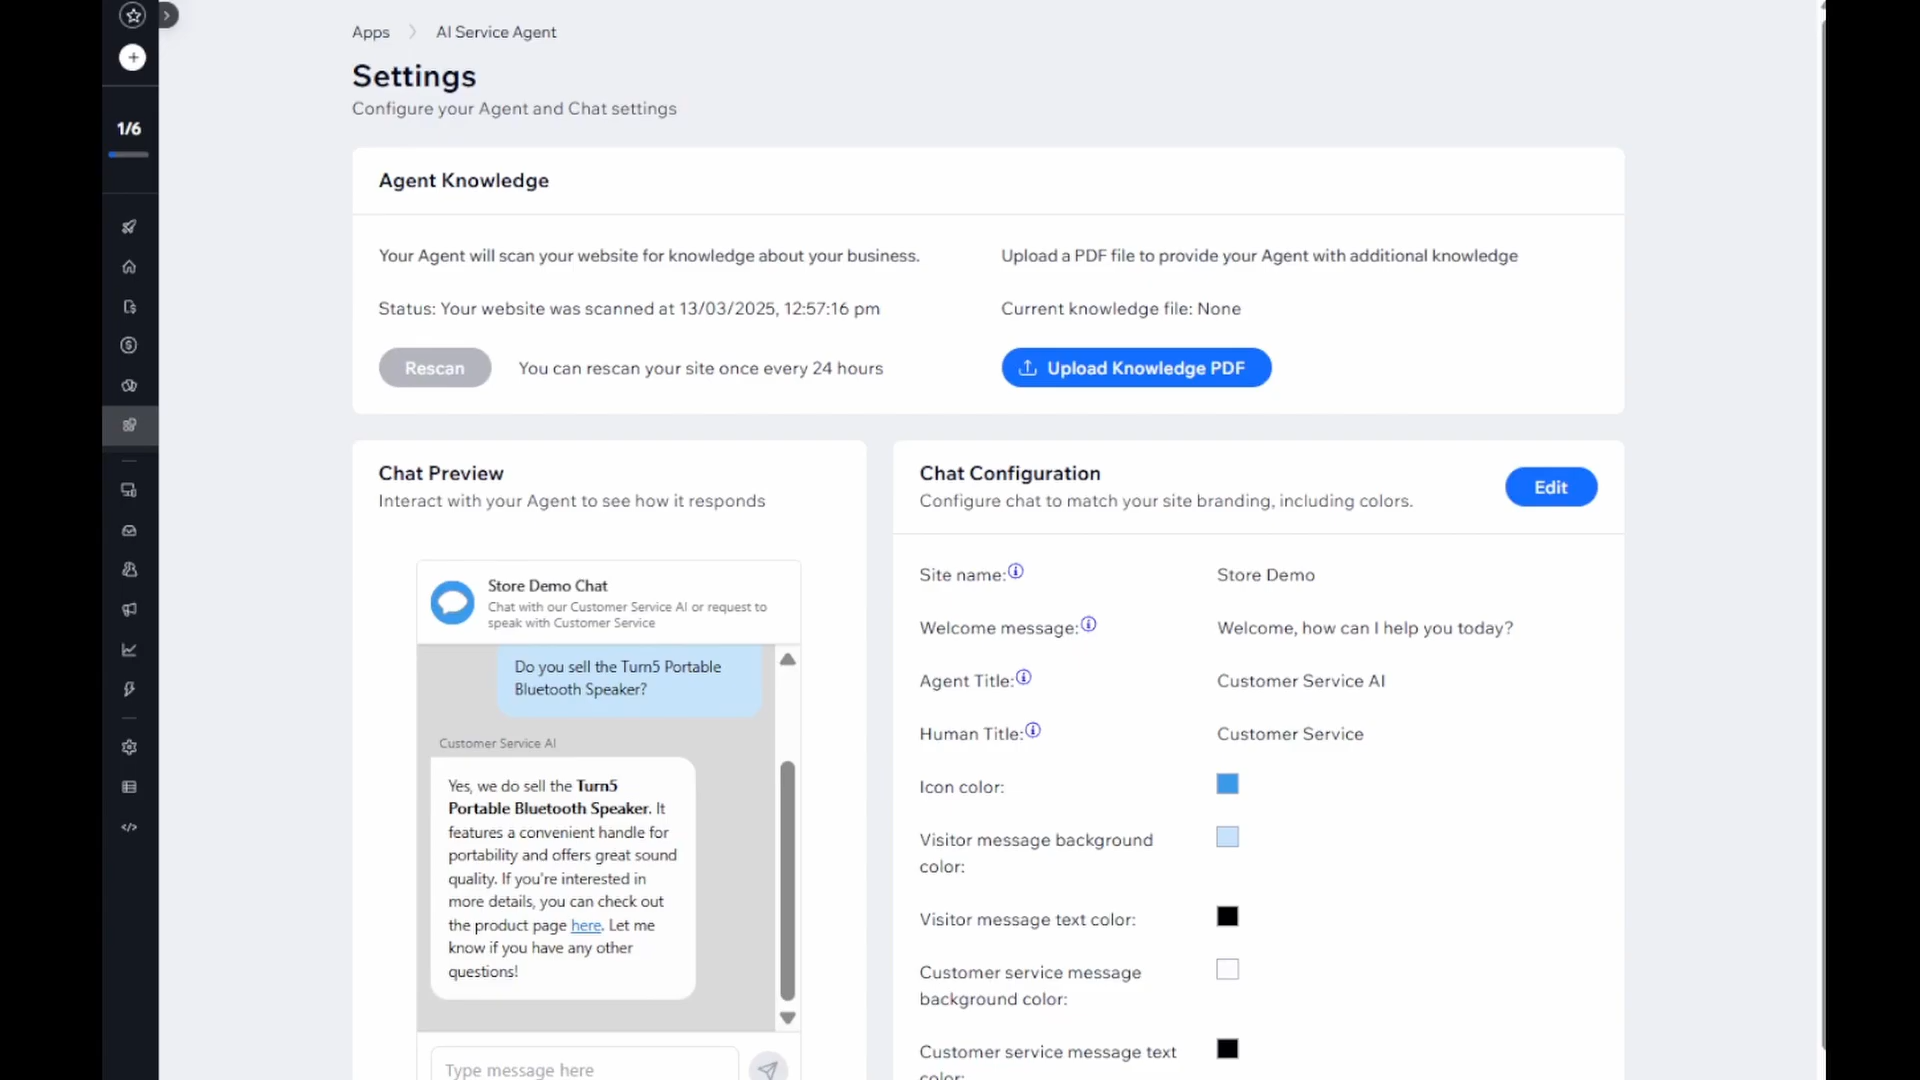 Apps
AI Service Agent
Settings
Configure your Agent and Chat settings
1/6
Agent Knowledge
Your Agent will scan your website for knowledge about your business.
Status: Your website was scanned at 13/03/2025, 12:57:16 pm
Rescan
You can rescan your site once every 24 hours
Upload a PDF file to provide your Agent with additional knowledge
Current knowledge file: None
Upload Knowledge PDF
Chat Preview
Interact with your Agent to see how it responds
Store Demo Chat
Chat with our Customer Service AI or request to
speak with Customer Service
Do you sell the Turn5 Portable
Bluetooth Speaker?
Customer Service AI
Yes, we do sell the Turn5
Portable Bluetooth Speaker. It
features a convenient handle for
portability and offers great sound
quality. If you're interested in
more details, you can check out
the product page here. Let me
know if you have any other
questions!
Type message here
Chat Configuration
Configure chat to match your site branding, including colors.
Edit
Site name:
Store Demo
Welcome message:
Welcome, how can I help you today?
Agent Title:
Customer Service AI
Human Title:
Customer Service
Icon color:
Visitor message background
color:
Visitor message text color:
Customer service message
background color:
Customer service message text
color: